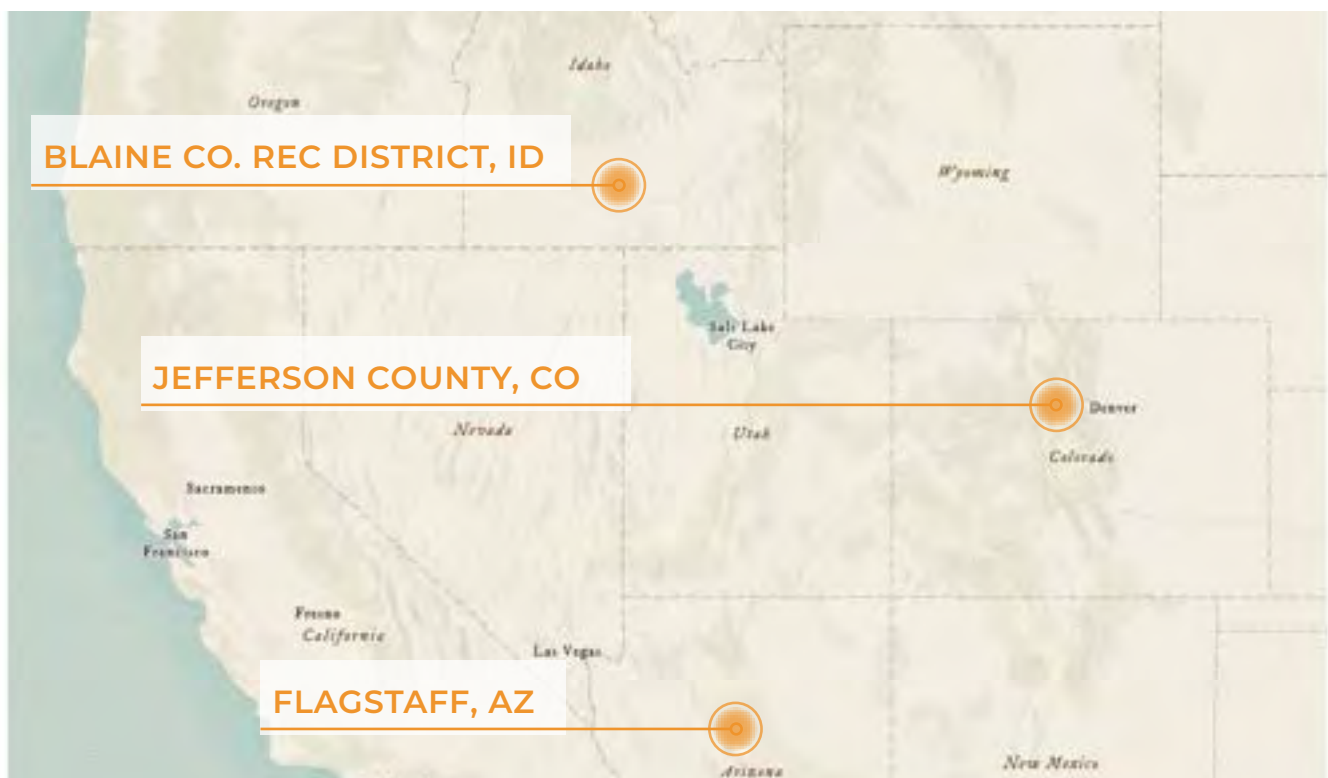 Idaho
Oregon
BLAINE CO. REC DISTRICT, ID
Wyoming
Salt Lake
City
JEFFERSON COUNTY, CO
Denver
Nevada
Utah
Colorado
Sacramento
San
Francisco
Fresno
California
Las Vegas
FLAGSTAFF, AZ
New Mexico
Arizona